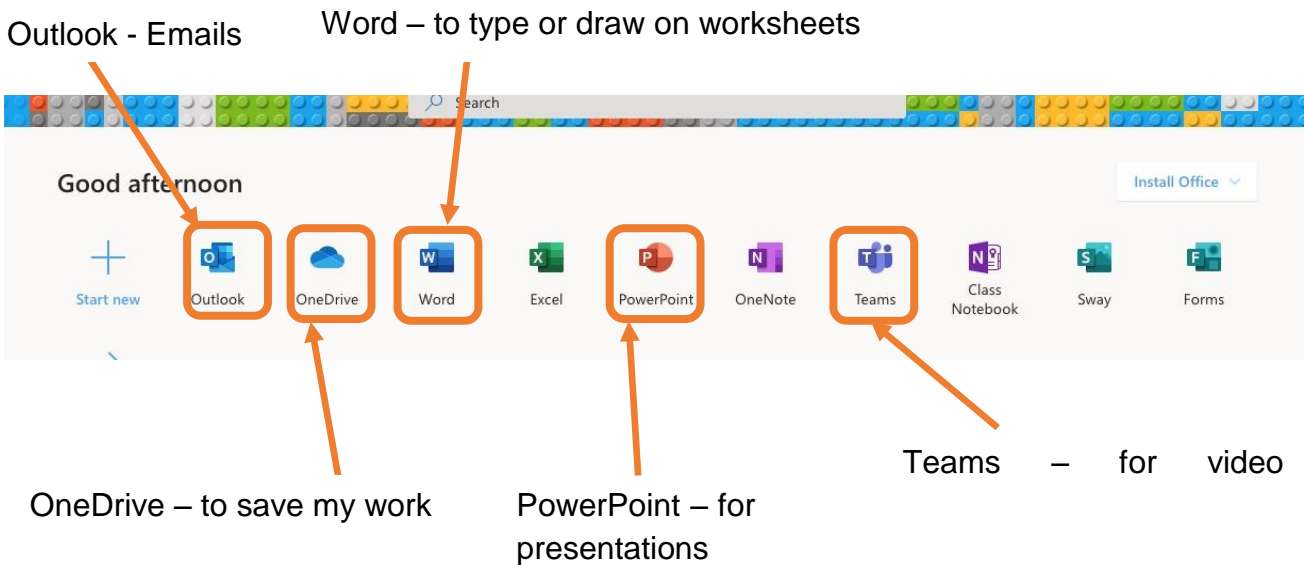 Outlook - Emails
Word – to type or draw on worksheets
Search
Good afternoon
Install Office
Start new
Outlook
OneDrive
Word
Excel
PowerPoint
OneNote
Teams
Class
Notebook
Sway
Forms
Teams – for video
OneDrive – to save my work
PowerPoint – for
presentations